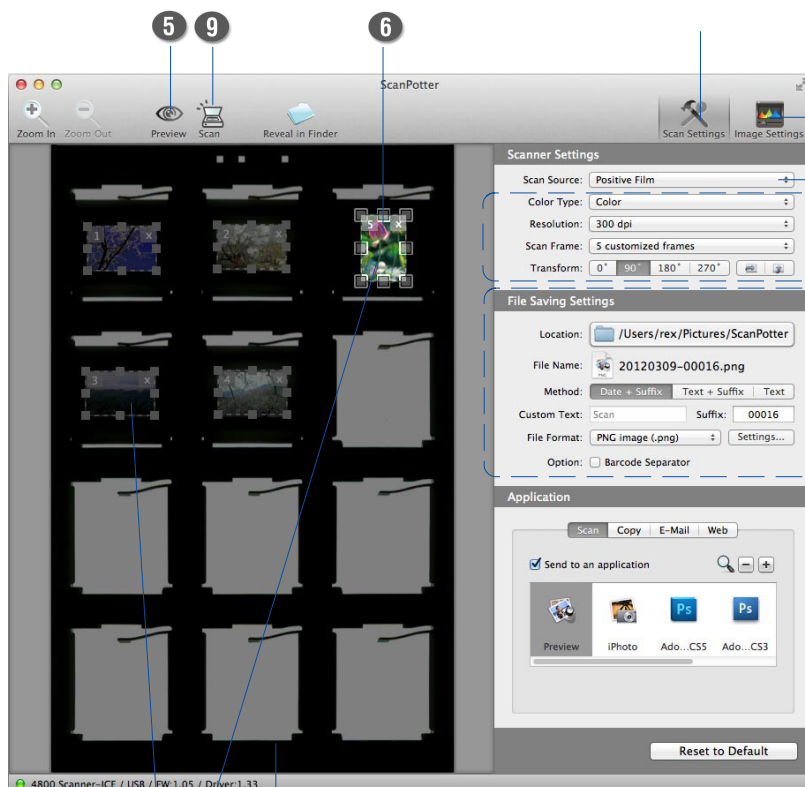 5 9 6
ScanPotter
Zoom In Zoom Out Preview Scan Reveal in Finder Scan Settings Image Settings
Scanner Settings
Scan Source: Positive Film
Color Type: Color
Resolution: 300 dpi
Scan Frame: 5 customized frames
Transform: 0° 90° 180° 270°
File Saving Settings
Location: /Users/rex/Pictures/ScanPotter
File Name: 20120309-00016.png
Method: Date + Suffix Text + Suffix Text
Custom Text: Scan Suffix: 00016
File Format: PNG image (.png) Settings...
Option: Barcode Separator
Application
Scan Copy E-Mail Web
Send to an application
Preview iPhoto Ado...CS5 Ado...CS3
Ps Ps
Reset to Default
1 x 2 x 5 x
3 x 4 x
4800 Scanner-ICE / USB / FW:1.05 / Driver:1.33